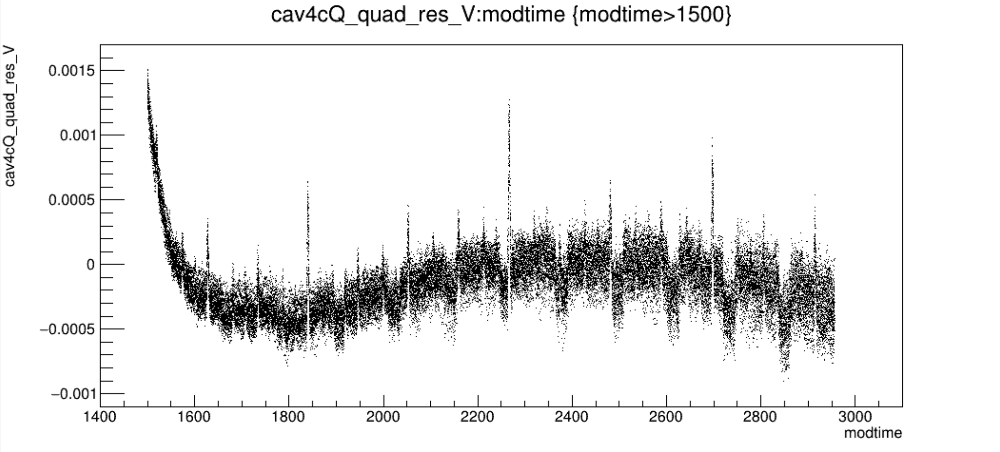 cav4cQ_quad_res_V:modtime {modtime>1500}
cav4cQ_quad_res_V
0.0015
0.001
0.0005
0
−0.0005
−0.001
1400 1600 1800 2000 2200 2400 2600 2800 3000
modtime